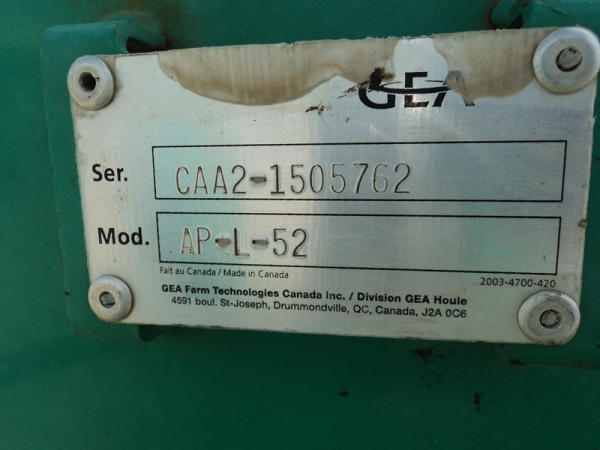 GEA
Ser. CAA2-1505762
Mod. AP-L-52
Fait au Canada / Made in Canada 2003-4700-420
GEA Farm Technologies Canada Inc. / Division GEA Houle
4591 boul. St-Joseph, Drummondville, QC, Canada, J2A 0C6